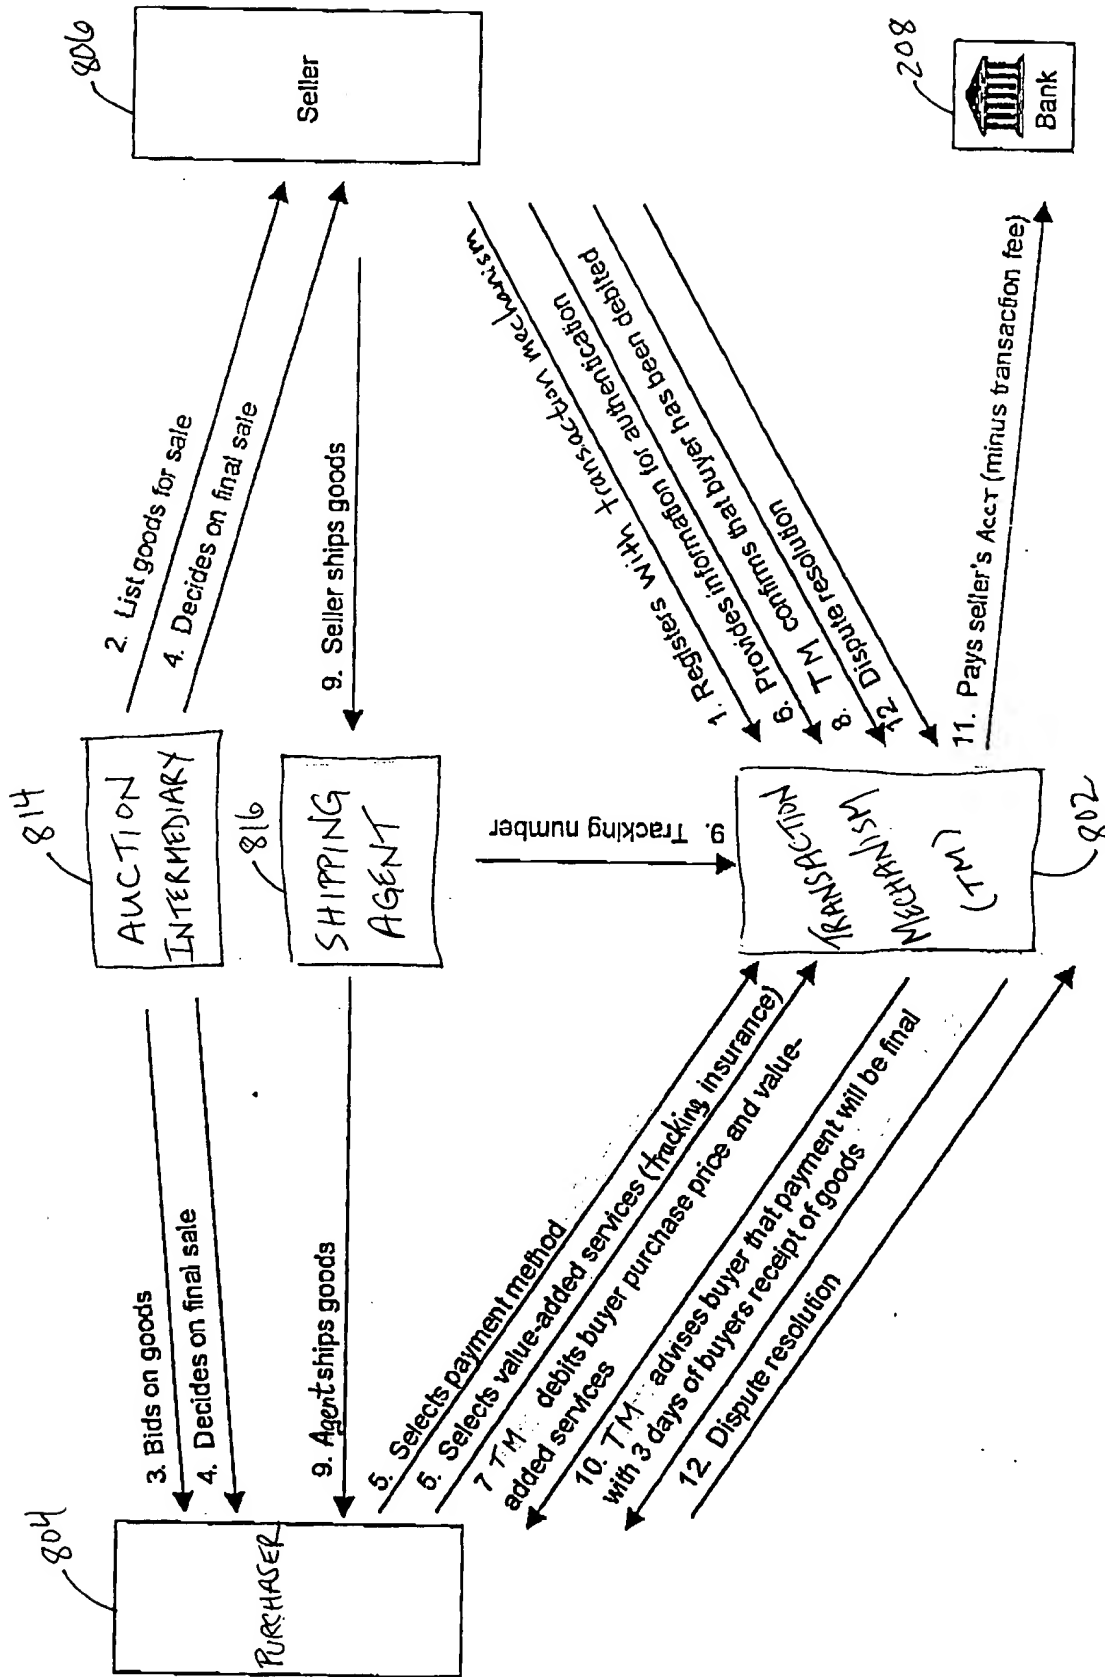 804
PURCHASER
3. Bids on goods
4. Decides on final sale
9. Agent ships goods
814
AUCTION
INTERMEDIARY
816
SHIPPING
AGENT
2. List goods for sale
4. Decides on final sale
9. Seller ships goods
806
Seller
9. Tracking number
5. Selects payment method
6. Selects value-added services (tracking, insurance)
7 TM debits buyer purchase price and value-
added services
10. TM advises buyer that payment will be final
with 3 days of buyers receipt of goods
12. Dispute resolution
TRANSACTION
MECHANISM
(TM)
802
1. Registers with transaction mechanism
6. Provides information for authentication
8. TM confirms that buyer has been debited
12. Dispute resolution
11. Pays seller's Acct (minus transaction fee)
208
Bank